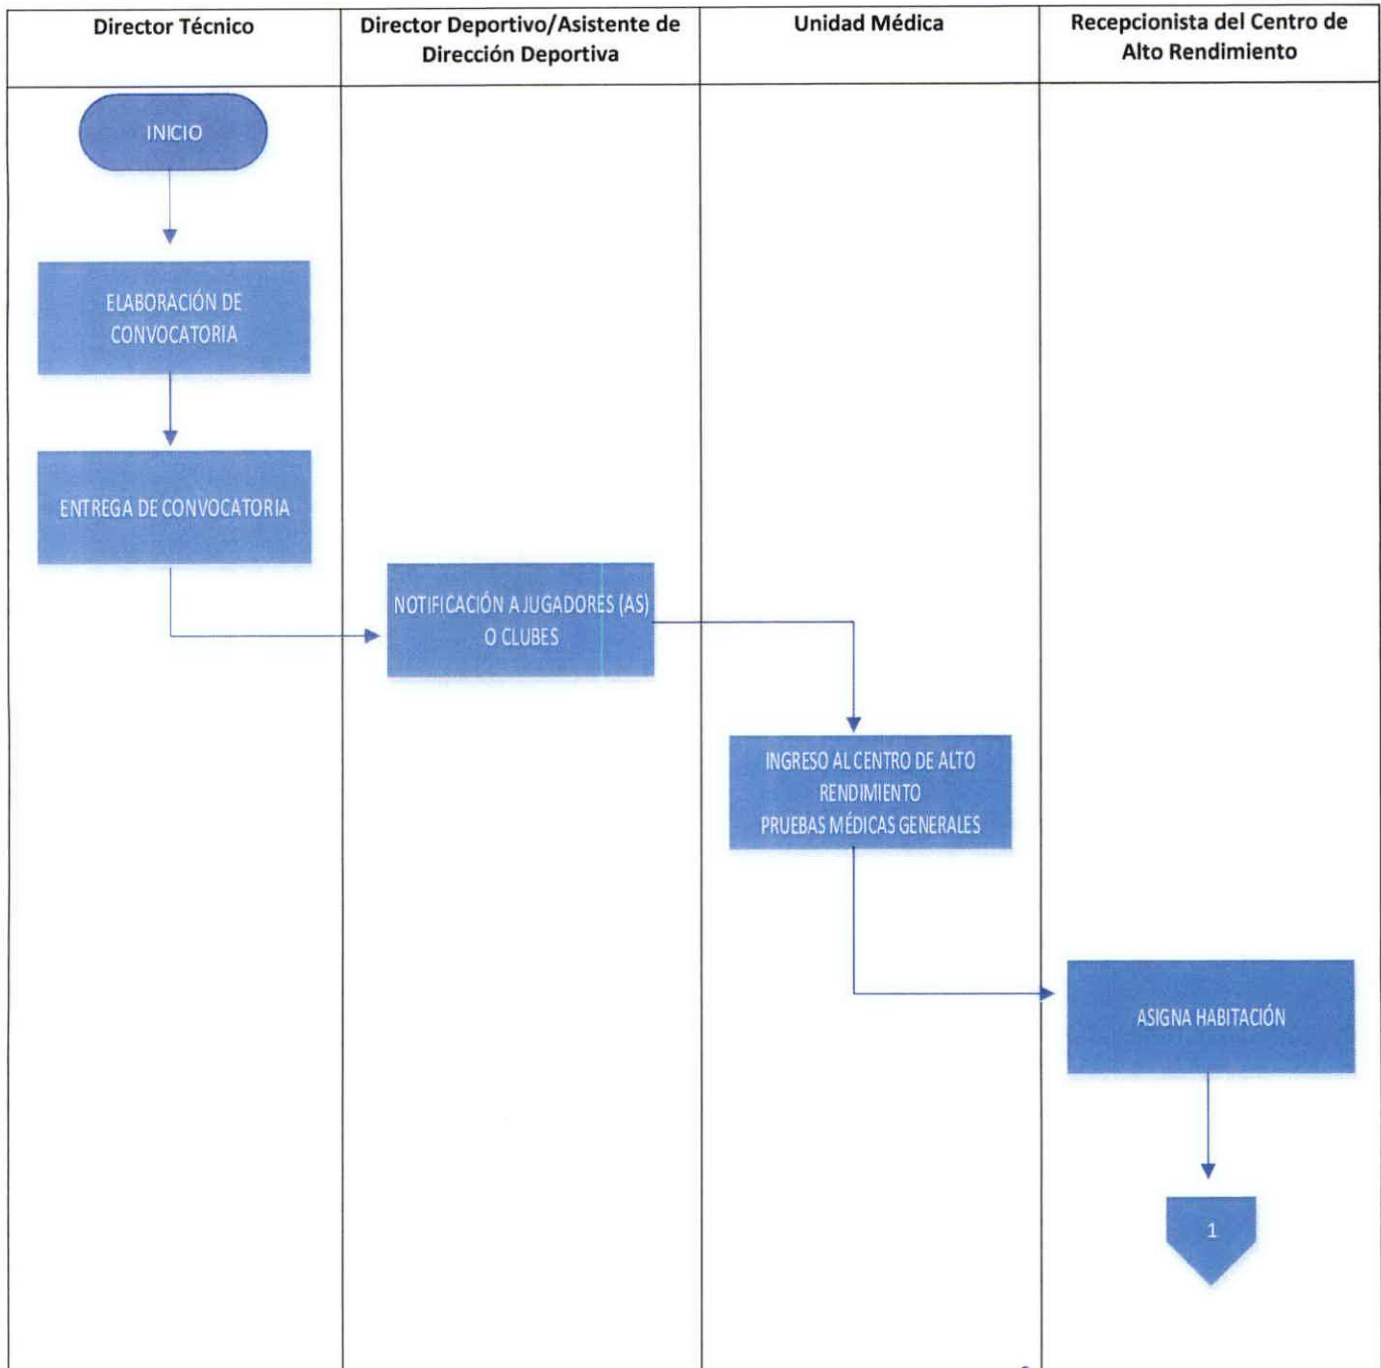 Director Técnico
Director Deportivo/Asistente de
Dirección Deportiva
Unidad Médica
Recepcionista del Centro de
Alto Rendimiento
INICIO
ELABORACIÓN DE
CONVOCATORIA
ENTREGA DE CONVOCATORIA
NOTIFICACIÓN A JUGADORES (AS)
O CLUBES
INGRESO AL CENTRO DE ALTO
RENDIMIENTO
PRUEBAS MÉDICAS GENERALES
ASIGNA HABITACIÓN
1